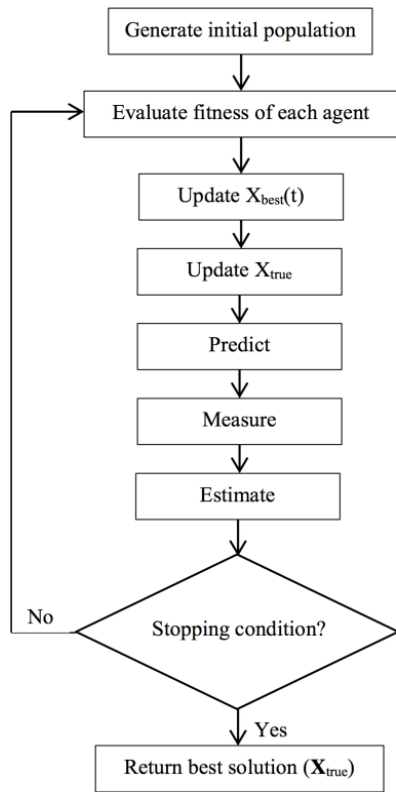 Generate initial population
Evaluate fitness of each agent
Update Xbest(t)
Update Xtrue
Predict
Measure
Estimate
Stopping condition?
No
Yes
Return best solution (Xtrue)